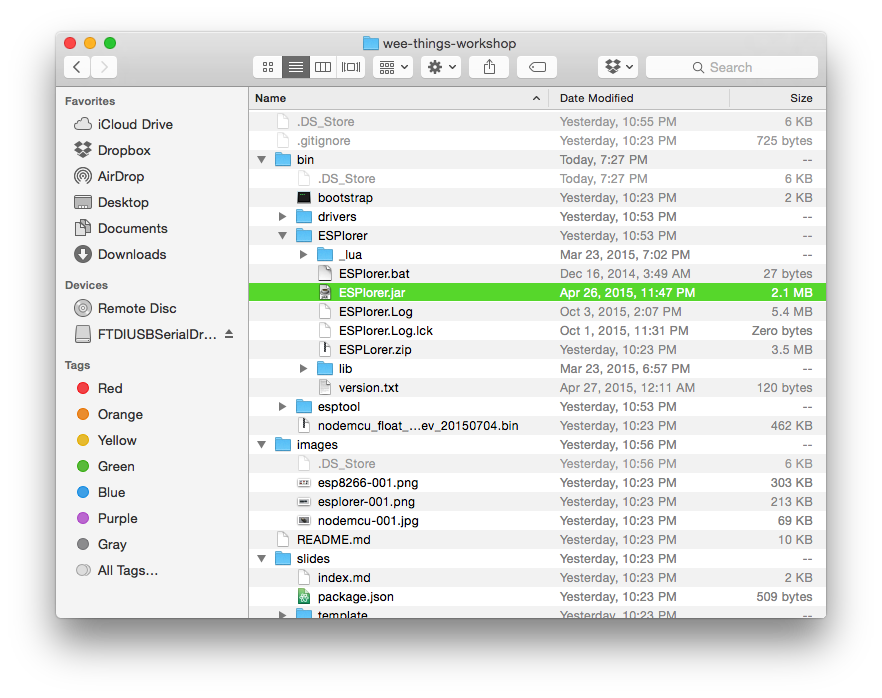 wee-things-workshop
Search
Favorites
iCloud Drive
Dropbox
AirDrop
Desktop
Documents
Downloads
Devices
Remote Disc
FTDIUSBSerialDr...
Tags
Red
Orange
Yellow
Green
Blue
Purple
Gray
All Tags...
Name Date Modified Size
.DS_Store Yesterday, 10:55 PM 6 KB
.gitignore Yesterday, 10:23 PM 725 bytes
bin Today, 7:27 PM --
.DS_Store Today, 7:27 PM 6 KB
bootstrap Yesterday, 10:23 PM 2 KB
drivers Yesterday, 10:53 PM --
ESPlorer Yesterday, 10:23 PM --
_lua Mar 23, 2015, 7:02 PM --
ESPlorer.bat Dec 16, 2014, 3:49 AM 27 bytes
ESPlorer.jar Apr 26, 2015, 11:47 PM 2.1 MB
ESPlorer.Log Oct 3, 2015, 2:07 PM 5.4 MB
ESPlorer.Log.lck Oct 1, 2015, 11:31 PM Zero bytes
ESPLorer.zip Yesterday, 10:23 PM 3.5 MB
lib Mar 23, 2015, 6:57 PM --
version.txt Apr 27, 2015, 12:11 AM 120 bytes
esptool Yesterday, 10:53 PM --
nodemcu_float_...ev_20150704.bin Yesterday, 10:23 PM 462 KB
images Yesterday, 10:56 PM --
.DS_Store Yesterday, 10:56 PM 6 KB
esp8266-001.png Yesterday, 10:23 PM 303 KB
esplorer-001.png Yesterday, 10:23 PM 213 KB
nodemcu-001.jpg Yesterday, 10:23 PM 69 KB
README.md Yesterday, 10:23 PM 10 KB
slides Yesterday, 10:23 PM --
index.md Yesterday, 10:23 PM 2 KB
package.json Yesterday, 10:23 PM 509 bytes
template Yesterday, 10:23 PM --